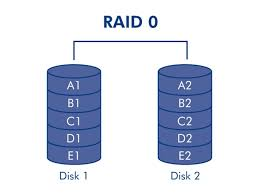 RAID 0
A1 A2
B1 B2
C1 C2
D1 D2
E1 E2
Disk 1 Disk 2